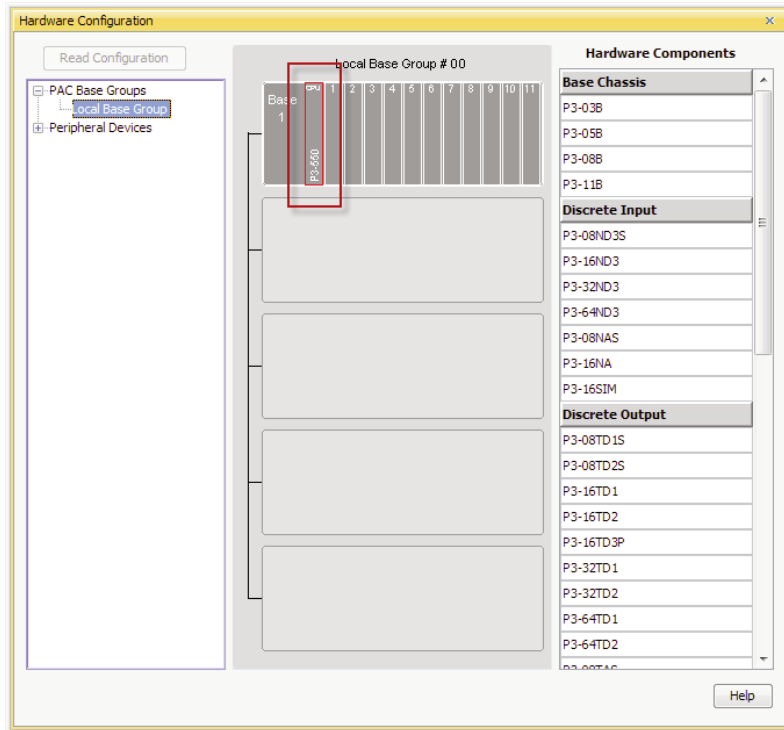 Hardware Configuration
Read Configuration
PAC Base Groups
Local Base Group
Peripheral Devices
Local Base Group # 00
Base
1
CPU
P3-550
1 2 3 4 5 6 7 8 9 10 11
Hardware Components
Base Chassis
P3-03B
P3-05B
P3-08B
P3-11B
Discrete Input
P3-08ND3S
P3-16ND3
P3-32ND3
P3-64ND3
P3-08NAS
P3-16NA
P3-16SIM
Discrete Output
P3-08TD1S
P3-08TD2S
P3-16TD1
P3-16TD2
P3-16TD3P
P3-32TD1
P3-32TD2
P3-64TD1
P3-64TD2
Help